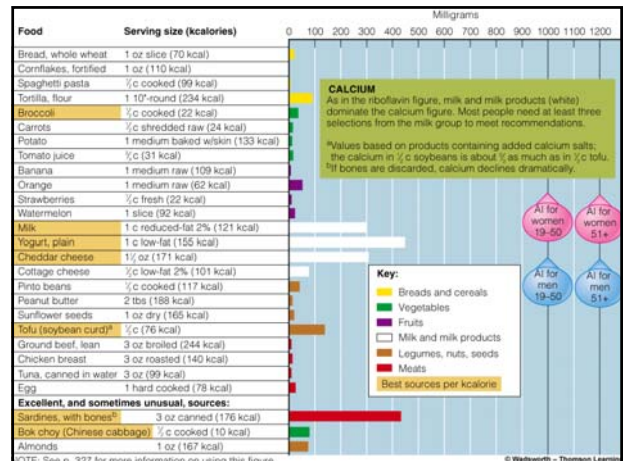 Milligrams
Food Serving size (kcalories) 0 100 200 300 400 500 600 700 800 900 1000 1100 1200
Bread, whole wheat 1 oz slice (70 kcal)
Cornflakes, fortified 1 oz (110 kcal)
Spaghetti pasta ½ c cooked (99 kcal)
Tortilla, flour 1 10"-round (234 kcal)
Broccoli ½ c cooked (22 kcal)
Carrots ½ c shredded raw (24 kcal)
Potato 1 medium baked w/skin (133 kcal)
Tomato juice ¾ c (31 kcal)
Banana 1 medium raw (109 kcal)
Orange 1 medium raw (62 kcal)
Strawberries ½ c fresh (22 kcal)
Watermelon 1 slice (92 kcal)
Milk 1 c reduced-fat 2% (121 kcal)
Yogurt, plain 1 c low-fat (155 kcal)
Cheddar cheese 1½ oz (171 kcal)
Cottage cheese ½ c low-fat 2% (101 kcal)
Pinto beans ½ c cooked (117 kcal)
Peanut butter 2 tbs (188 kcal)
Sunflower seeds 1 oz dry (165 kcal)
Tofu (soybean curd)ᵃ ½ c (76 kcal)
Ground beef, lean 3 oz broiled (244 kcal)
Chicken breast 3 oz roasted (140 kcal)
Tuna, canned in water 3 oz (99 kcal)
Egg 1 hard cooked (78 kcal)
Excellent, and sometimes unusual, sources:
Sardines, with bonesᵇ 3 oz canned (176 kcal)
Bok choy (Chinese cabbage) ½ c cooked (10 kcal)
Almonds 1 oz (167 kcal)
NOTE: See p. 327 for more information on using this figure
CALCIUM
As in the riboflavin figure, milk and milk products (white)
dominate the calcium figure. Most people need at least three
selections from the milk group to meet recommendations.
ᵃValues based on products containing added calcium salts;
the calcium in ½ c soybeans is about as much as in ½ c tofu.
ᵇIf bones are discarded, calcium declines dramatically.
AI for
women
19–50
AI for
women
51+
AI for
men
19–50
AI for
men
51+
Key:
Breads and cereals
Vegetables
Fruits
Milk and milk products
Legumes, nuts, seeds
Meats
Best sources per kcalorie
© Wadsworth – Thomson Learning